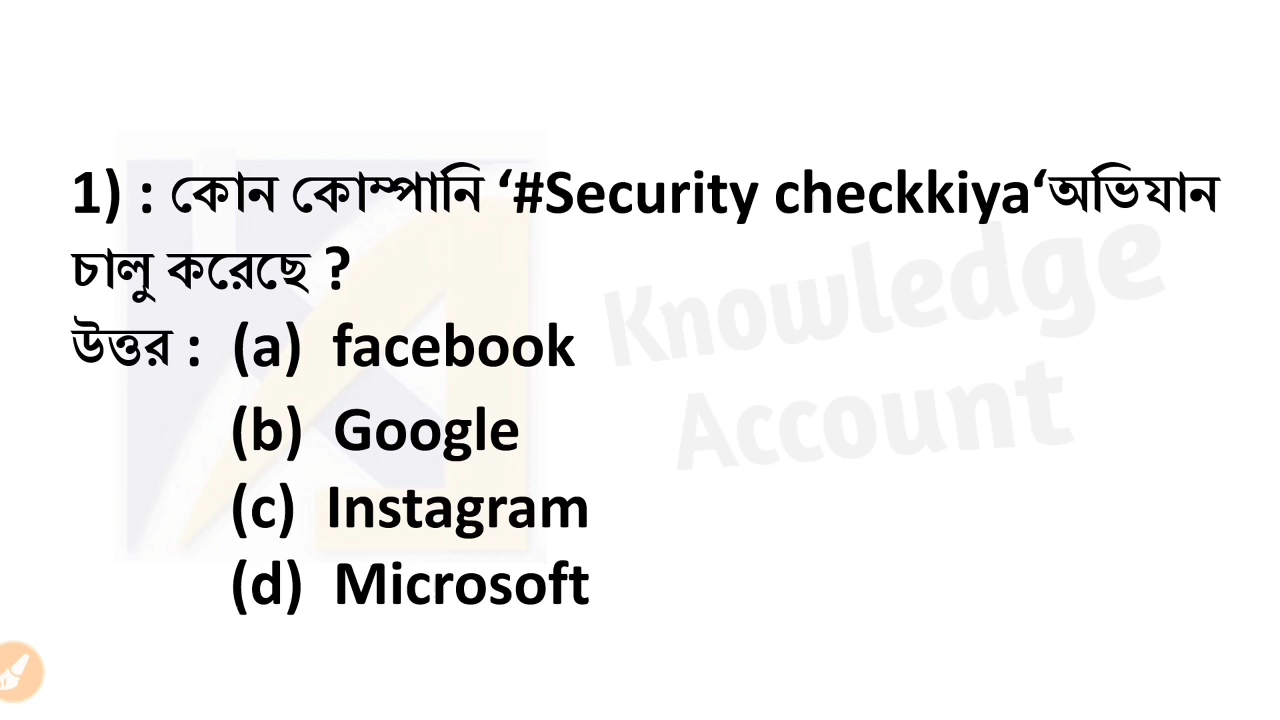 1) : কোন কোম্পানি ‘#Security checkkiya‘অভিযান
চালু করেছে ?
উত্তর : (a) facebook
(b) Google
(c) Instagram
(d) Microsoft
Knowledge
Account